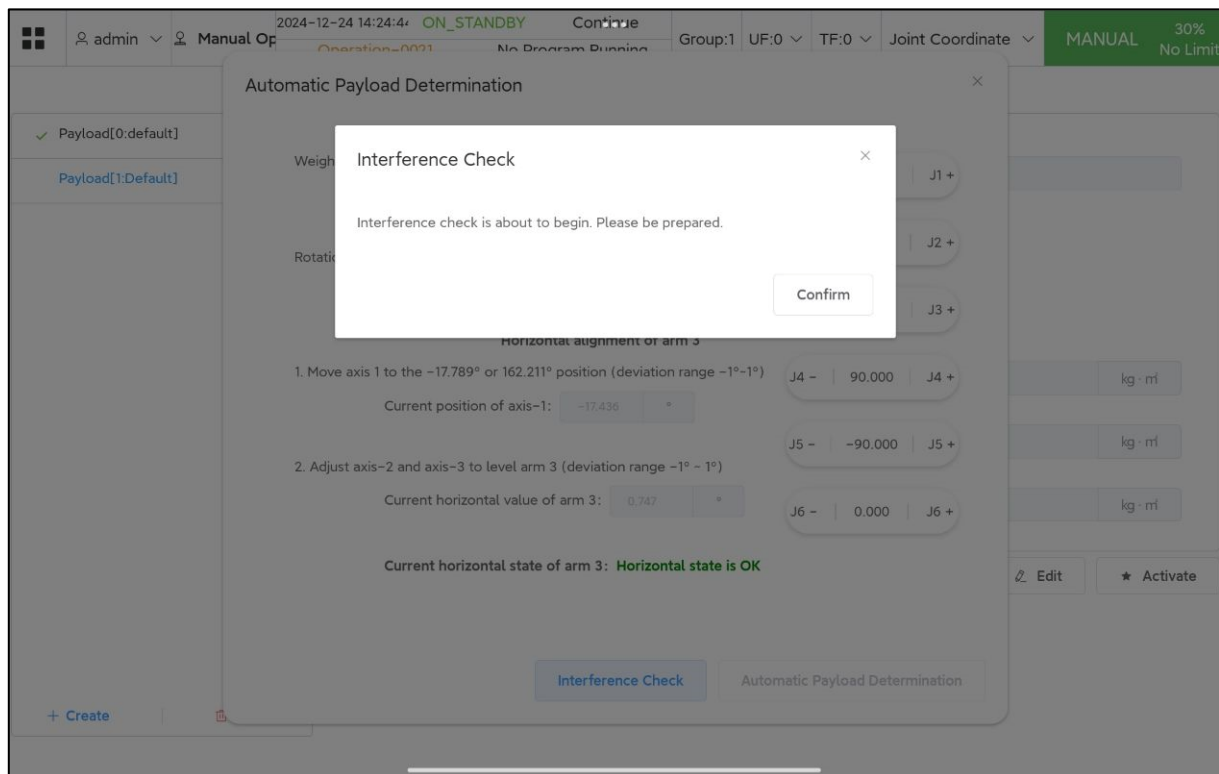 2024-12-24 14:24:44 ON_STANDBY Continue
admin Manual Op Group:1 UF:0 TF:0 Joint Coordinate MANUAL 30%
Operation-0021 No Program Running No Limit
Automatic Payload Determination
Payload[0:default]
Payload[1:Default]
Weigh
Interference Check
J1 +
Interference check is about to begin. Please be prepared.
J2 +
Rotatio
Confirm
J3 +
Horizontal alignment of arm 3
1. Move axis 1 to the -17.789° or 162.211° position (deviation range -1°-1°)
J4 - 90.000 J4 +
kg · ㎡
Current position of axis-1: -17.436 °
J5 - -90.000 J5 +
kg · ㎡
2. Adjust axis-2 and axis-3 to level arm 3 (deviation range -1° ~ 1°)
Current horizontal value of arm 3: 0.747 °
J6 - 0.000 J6 +
kg · ㎡
Current horizontal state of arm 3: Horizontal state is OK
Edit
Activate
Interference Check
Automatic Payload Determination
+ Create